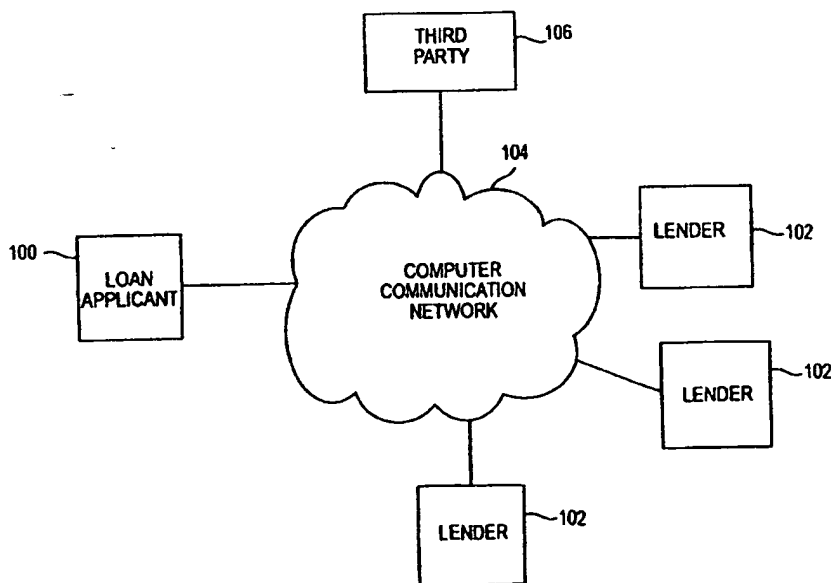 THIRD
PARTY
106
104
LENDER
102
100
LOAN
APPLICANT
COMPUTER
COMMUNICATION
NETWORK
LENDER
102
LENDER
102